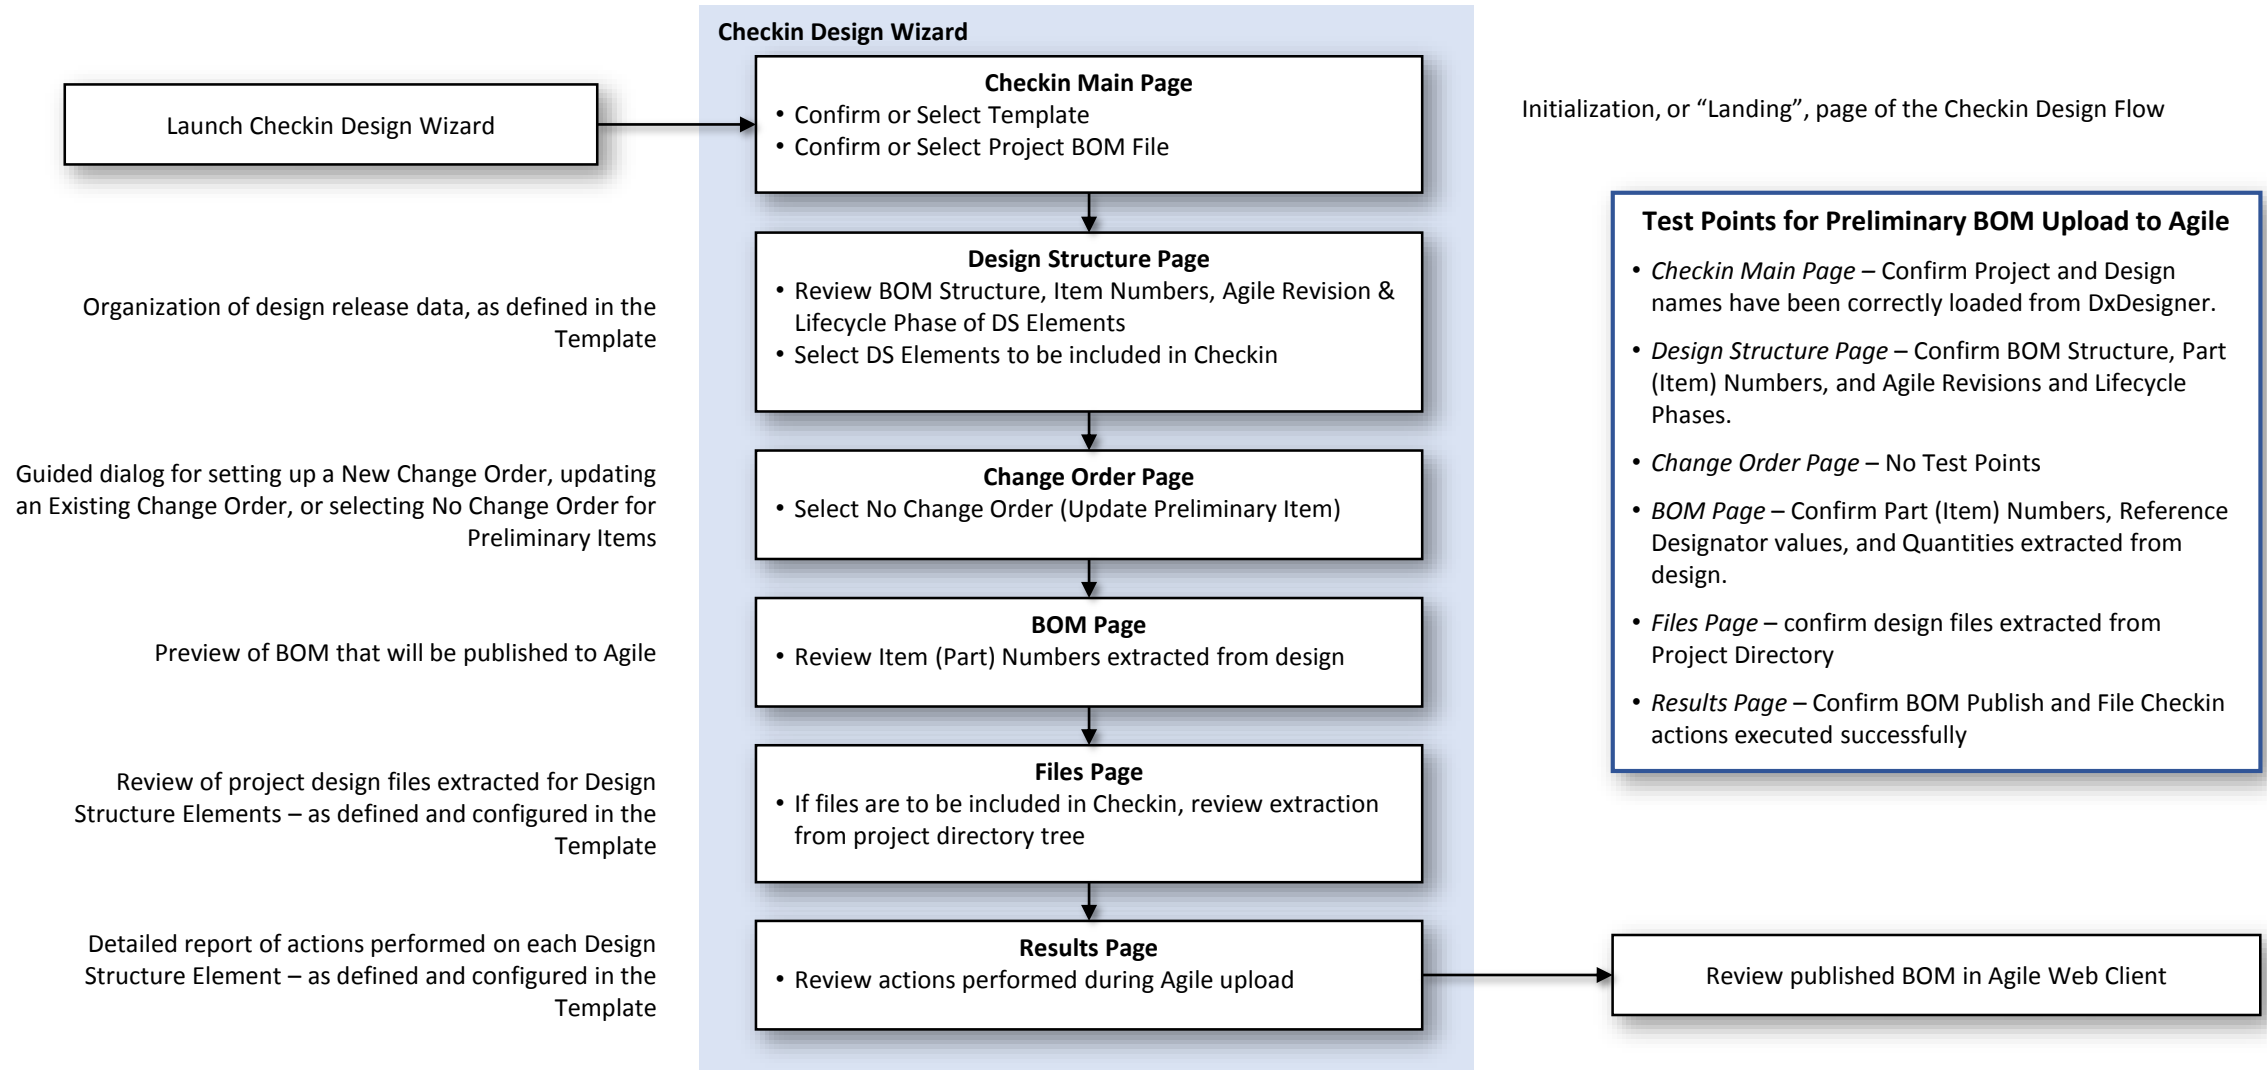 Checkin Design Wizard
Launch Checkin Design Wizard
Checkin Main Page
• Confirm or Select Template
• Confirm or Select Project BOM File
Initialization, or “Landing”, page of the Checkin Design Flow
Organization of design release data, as defined in the
Template
Design Structure Page
• Review BOM Structure, Item Numbers, Agile Revision &
Lifecycle Phase of DS Elements
• Select DS Elements to be included in Checkin
Guided dialog for setting up a New Change Order, updating
an Existing Change Order, or selecting No Change Order for
Preliminary Items
Change Order Page
• Select No Change Order (Update Preliminary Item)
Preview of BOM that will be published to Agile
BOM Page
• Review Item (Part) Numbers extracted from design
Review of project design files extracted for Design
Structure Elements – as defined and configured in the
Template
Files Page
• If files are to be included in Checkin, review extraction
from project directory tree
Detailed report of actions performed on each Design
Structure Element – as defined and configured in the
Template
Results Page
• Review actions performed during Agile upload
Review published BOM in Agile Web Client
Test Points for Preliminary BOM Upload to Agile
• Checkin Main Page – Confirm Project and Design
names have been correctly loaded from DxDesigner.
• Design Structure Page – Confirm BOM Structure, Part
(Item) Numbers, and Agile Revisions and Lifecycle
Phases.
• Change Order Page – No Test Points
• BOM Page – Confirm Part (Item) Numbers, Reference
Designator values, and Quantities extracted from
design.
• Files Page – confirm design files extracted from
Project Directory
• Results Page – Confirm BOM Publish and File Checkin
actions executed successfully